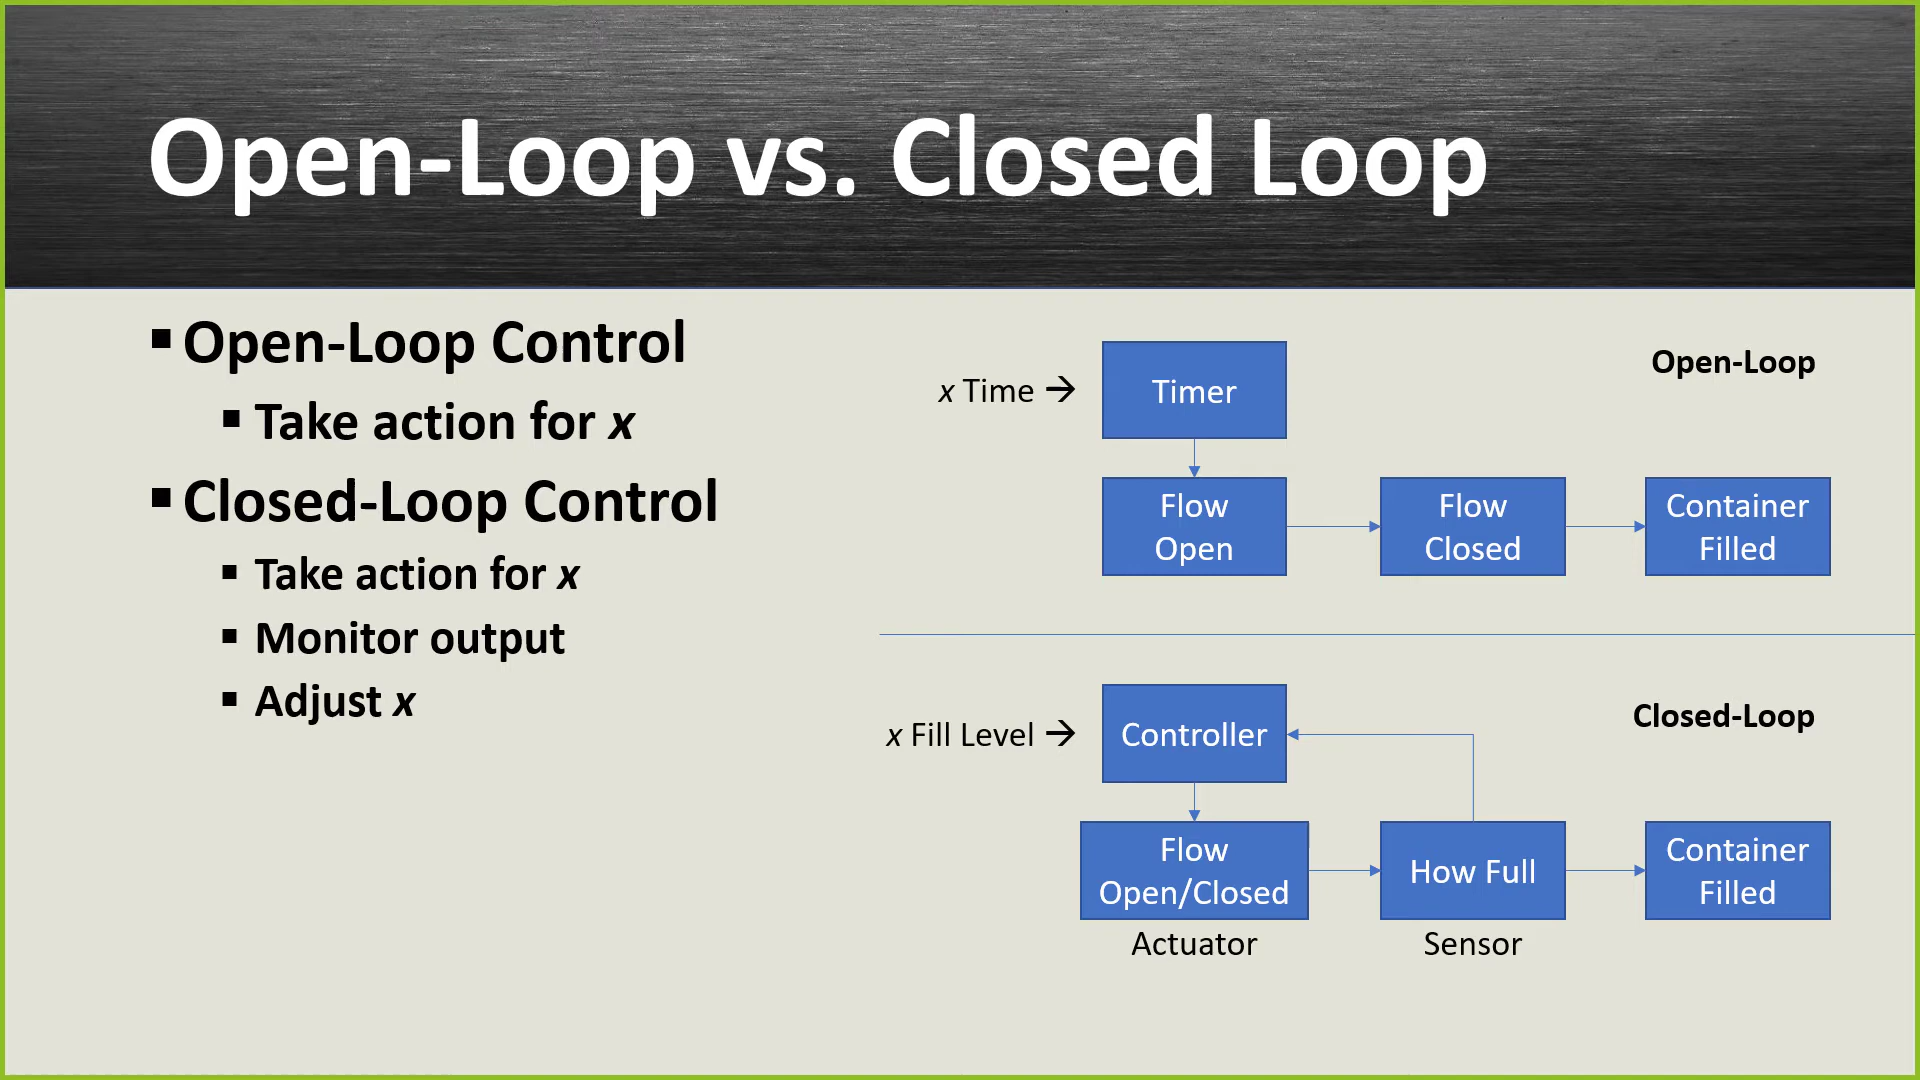 Open-Loop vs. Closed Loop
▪ Open-Loop Control
▪ Take action for x
▪ Closed-Loop Control
▪ Take action for x
▪ Monitor output
▪ Adjust x
Open-Loop
x Time →
Timer
Flow
Open
Flow
Closed
Container
Filled
Closed-Loop
x Fill Level →
Controller
Flow
Open/Closed
How Full
Container
Filled
Actuator
Sensor